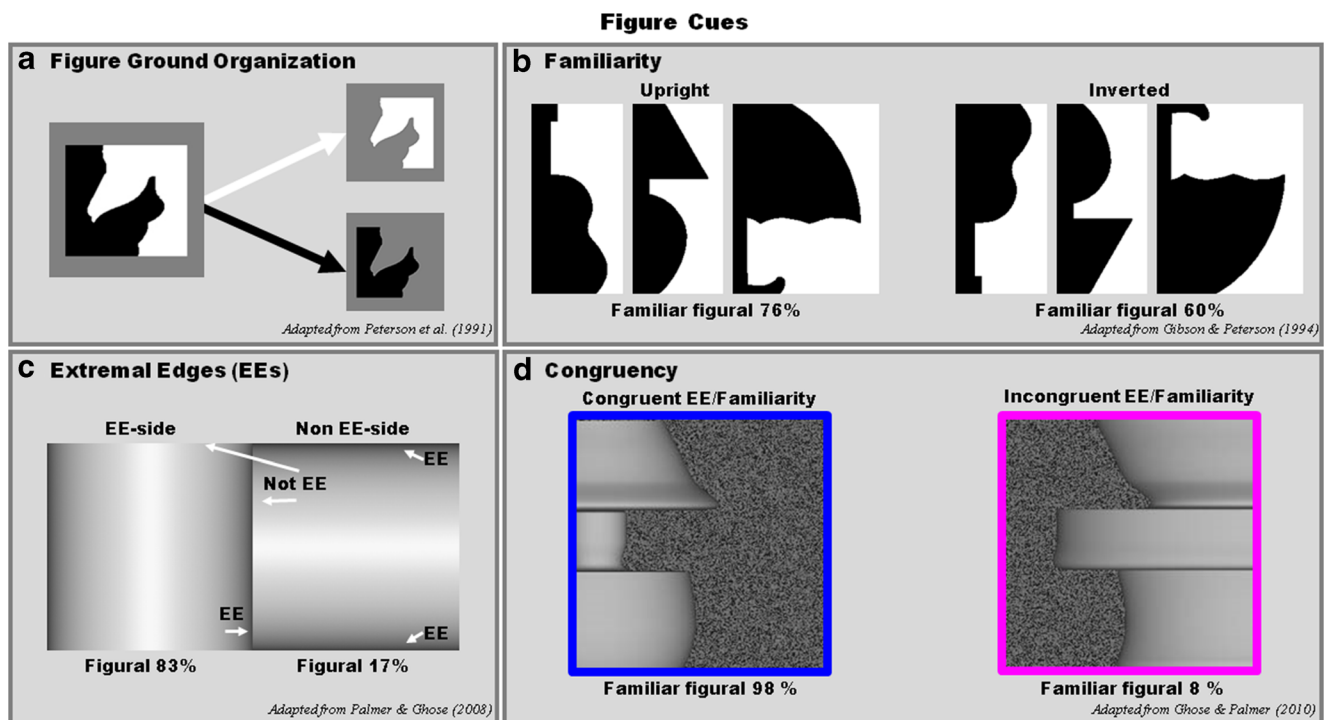 Figure Cues
a Figure Ground Organization
Adapted from Peterson et al. (1991)
b Familiarity
Upright
Inverted
Familiar figural 76%
Familiar figural 60%
Adapted from Gibson & Peterson (1994)
c Extremal Edges (EEs)
EE-side
Non EE-side
EE
Not EE
EE
EE
Figural 83%
Figural 17%
Adapted from Palmer & Ghose (2008)
d Congruency
Congruent EE/Familiarity
Incongruent EE/Familiarity
Familiar figural 98 %
Familiar figural 8 %
Adapted from Ghose & Palmer (2010)